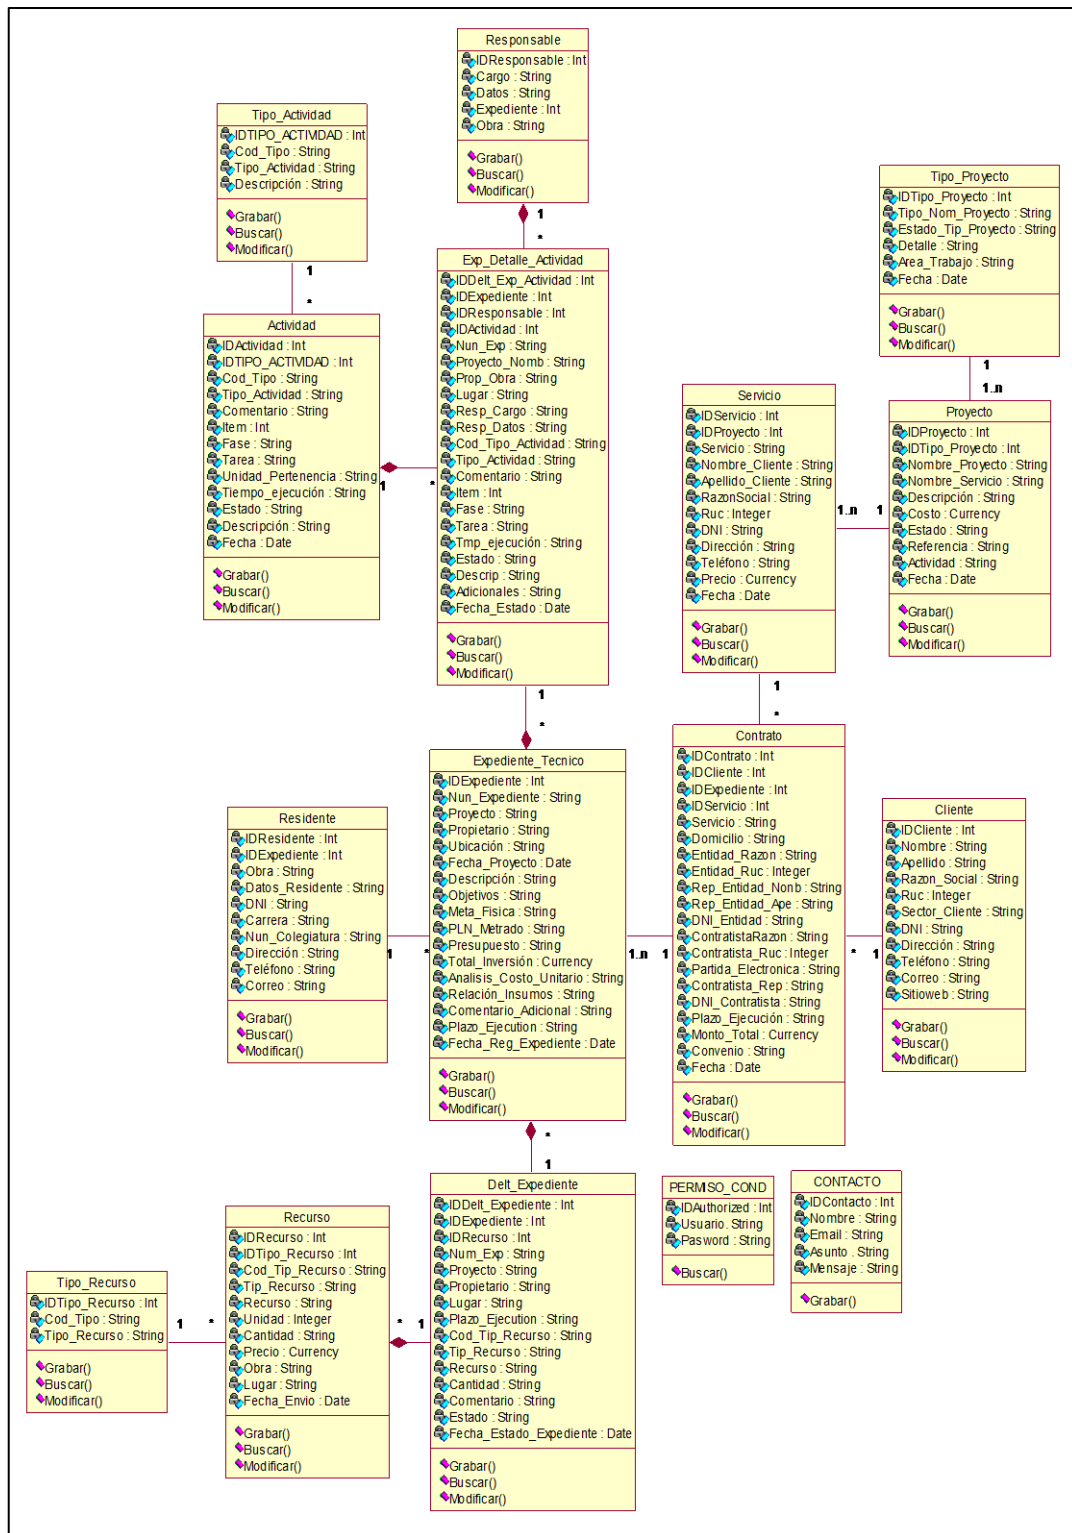 Responsable
IDResponsable : Int
Cargo : String
Datos : String
Expediente : Int
Obra : String
Grabar()
Buscar()
Modificar()
1
*
Tipo_Actividad
IDTIPO_ACTIVIDAD : Int
Cod_Tipo : String
Tipo_Actividad : String
Descripción : String
Grabar()
Buscar()
Modificar()
1
*
Actividad
IDActividad : Int
IDTIPO_ACTIVIDAD : Int
Cod_Tipo : String
Tipo_Actividad : String
Comentario : String
Item : Int
Fase : String
Tarea : String
Unidad_Pertenencia : String
Tiempo_ejecución : String
Estado : String
Descripción : String
Fecha : Date
Grabar()
Buscar()
Modificar()
1
*
Exp_Detalle_Actividad
IDDelt_Exp_Actividad : Int
IDExpediente : Int
IDResponsable : Int
IDActividad : Int
Nun_Exp : String
Proyecto_Nomb : String
Prop_Obra : String
Lugar : String
Resp_Cargo : String
Resp_Datos : String
Cod_Tipo_Actividad : String
Tipo_Actividad : String
Comentario : String
Item : Int
Fase : String
Tarea : String
Tmp_ejecución : String
Estado : String
Descrip : String
Adicionales : String
Fecha_Estado : Date
Grabar()
Buscar()
Modificar()
1
*
Tipo_Proyecto
IDTipo_Proyecto : Int
Tipo_Nom_Proyecto : String
Estado_Tip_Proyecto : String
Detalle : String
Area_Trabajo : String
Fecha : Date
Grabar()
Buscar()
Modificar()
1
1..n
Servicio
IDServicio : Int
IDProyecto : Int
Servicio : String
Nombre_Cliente : String
Apellido_Cliente : String
RazonSocial : String
Ruc : Integer
DNI : String
Dirección : String
Teléfono : String
Precio : Currency
Fecha : Date
Grabar()
Buscar()
Modificar()
1..n
1
Proyecto
IDProyecto : Int
IDTipo_Proyecto : Int
Nombre_Proyecto : String
Nombre_Servicio : String
Descripción : String
Costo : Currency
Estado : String
Referencia : String
Actividad : String
Fecha : Date
Grabar()
Buscar()
Modificar()
1
*
Residente
IDResidente : Int
IDExpediente : Int
Obra : String
Datos_Residente : String
DNI : String
Carrera : String
Nun_Colegiatura : String
Dirección : String
Teléfono : String
Correo : String
Grabar()
Buscar()
Modificar()
1
*
Expediente_Tecnico
IDExpediente : Int
Nun_Expediente : String
Proyecto : String
Propietario : String
Ubicación : String
Fecha_Proyecto : Date
Descripción : String
Objetivos : String
Meta_Fisica : String
PLN_Metrado : String
Presupuesto : String
Total_Inversión : Currency
Analisis_Costo_Unitario : String
Relación_Insumos : String
Comentario_Adicional : String
Plazo_Ejecution : String
Fecha_Reg_Expediente : Date
Grabar()
Buscar()
Modificar()
1..n
1
Contrato
IDContrato : Int
IDCliente : Int
IDExpediente : Int
IDServicio : Int
Servicio : String
Domicilio : String
Entidad_Razon : String
Entidad_Ruc : Integer
Rep_Entidad_Nonb : String
Rep_Entidad_Ape : String
DNI_Entidad : String
ContratistaRazon : String
Contratista_Ruc : Integer
Partida_Electronica : String
Contratista_Rep : String
DNI_Contratista : String
Plazo_Ejecución : String
Monto_Total : Currency
Convenio : String
Fecha : Date
Grabar()
Buscar()
Modificar()
*
1
Cliente
IDCliente : Int
Nombre : String
Apellido : String
Razon_Social : String
Ruc : Integer
Sector_Cliente : String
DNI : String
Dirección : String
Teléfono : String
Correo : String
Sitioweb : String
Grabar()
Buscar()
Modificar()
*
1
Tipo_Recurso
IDTipo_Recurso : Int
Cod_Tipo : String
Tipo_Recurso : String
Grabar()
Buscar()
Modificar()
1
*
Recurso
IDRecurso : Int
IDTipo_Recurso : Int
Cod_Tip_Recurso : String
Tip_Recurso : String
Recurso : String
Unidad : Integer
Cantidad : String
Precio : Currency
Obra : String
Lugar : String
Fecha_Envio : Date
Grabar()
Buscar()
Modificar()
*
1
Delt_Expediente
IDDelt_Expediente : Int
IDExpediente : Int
IDRecurso : Int
Num_Exp : String
Proyecto : String
Propietario : String
Lugar : String
Plazo_Ejecution : String
Cod_Tip_Recurso : String
Tip_Recurso : String
Recurso : String
Cantidad : String
Comentario : String
Estado : String
Fecha_Estado_Expediente : Date
Grabar()
Buscar()
Modificar()
PERMISO_COND
IDAuthorized : Int
Usuario : String
Pasword : String
Buscar()
CONTACTO
IDContacto : Int
Nombre : String
Email : String
Asunto : String
Mensaje : String
Grabar()